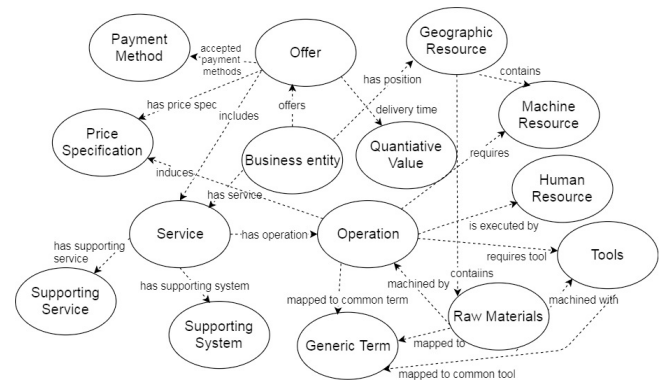 Payment
Method
accepted
payment
methods
Offer
Geographic
Resource
has position
contains
has price spec
offers
delivery time
Machine
Resource
includes
Price
Specification
Business entity
Quantiative
Value
requires
induces
has service
Human
Resource
Service
has operation
Operation
is executed by
has supporting
service
requires tool
Tools
has supporting system
machined by
contaiins
mapped to common term
machined with
Supporting
Service
Supporting
System
Generic Term
mapped to
Raw Materials
mapped to common tool